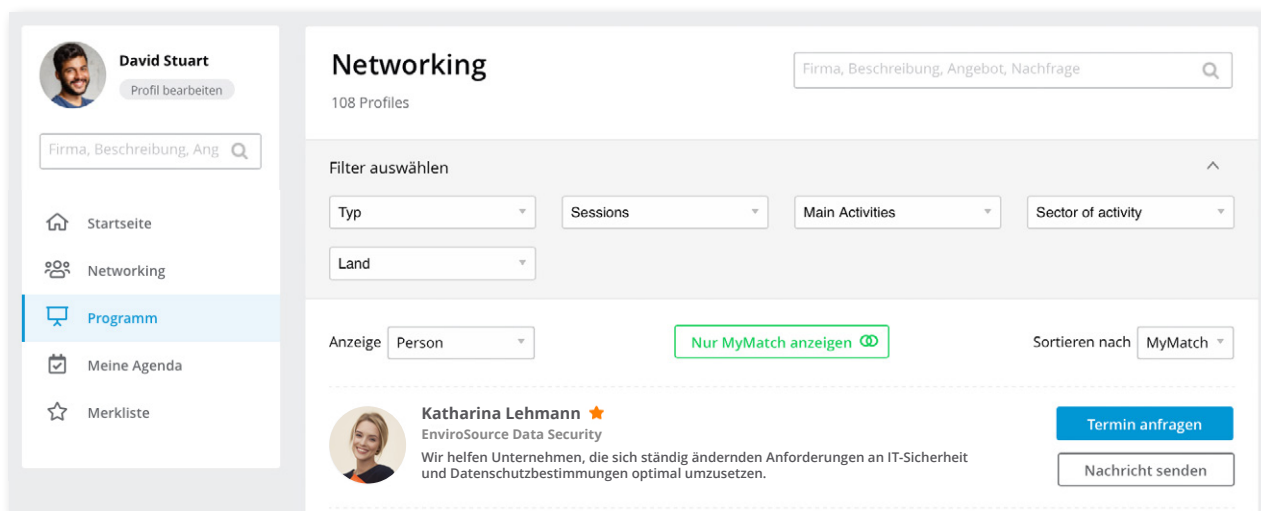 David Stuart
Profil bearbeiten
Firma, Beschreibung, Ang
Startseite
Networking
Programm
Meine Agenda
Merkliste
Networking
108 Profiles
Firma, Beschreibung, Angebot, Nachfrage
Filter auswählen
Typ
Sessions
Main Activities
Sector of activity
Land
Anzeige
Person
Nur MyMatch anzeigen
Sortieren nach
MyMatch
Katharina Lehmann
EnviroSource Data Security
Wir helfen Unternehmen, die sich ständig ändernden Anforderungen an IT-Sicherheit
und Datenschutzbestimmungen optimal umzusetzen.
Termin anfragen
Nachricht senden